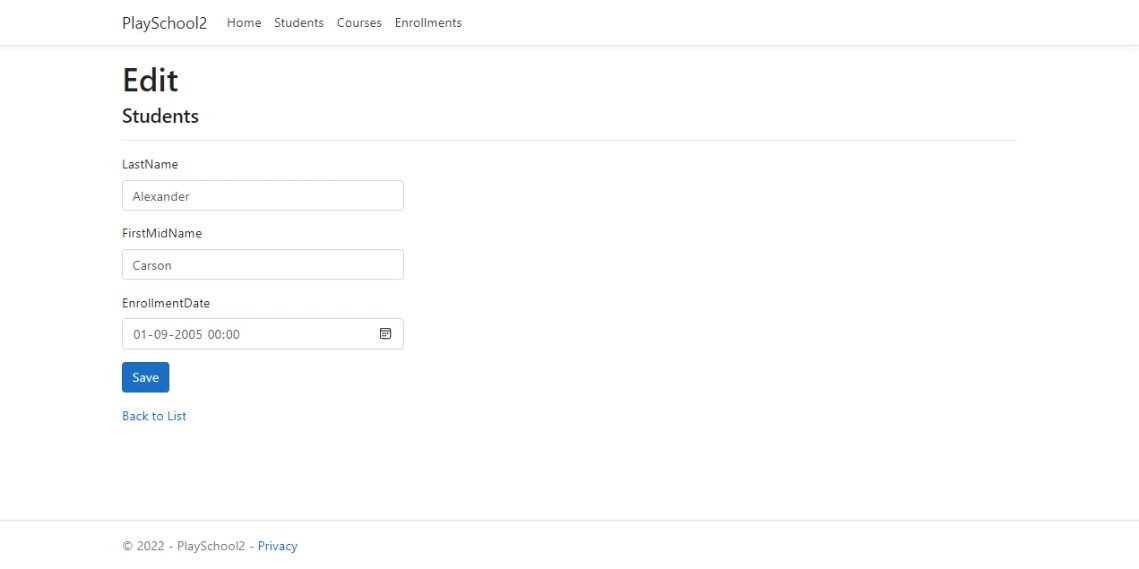 PlaySchool2 Home Students Courses Enrollments
Edit
Students
LastName
Alexander
FirstMidName
Carson
EnrollmentDate
01-09-2005 00:00
Save
Back to List
© 2022 - PlaySchool2 - Privacy